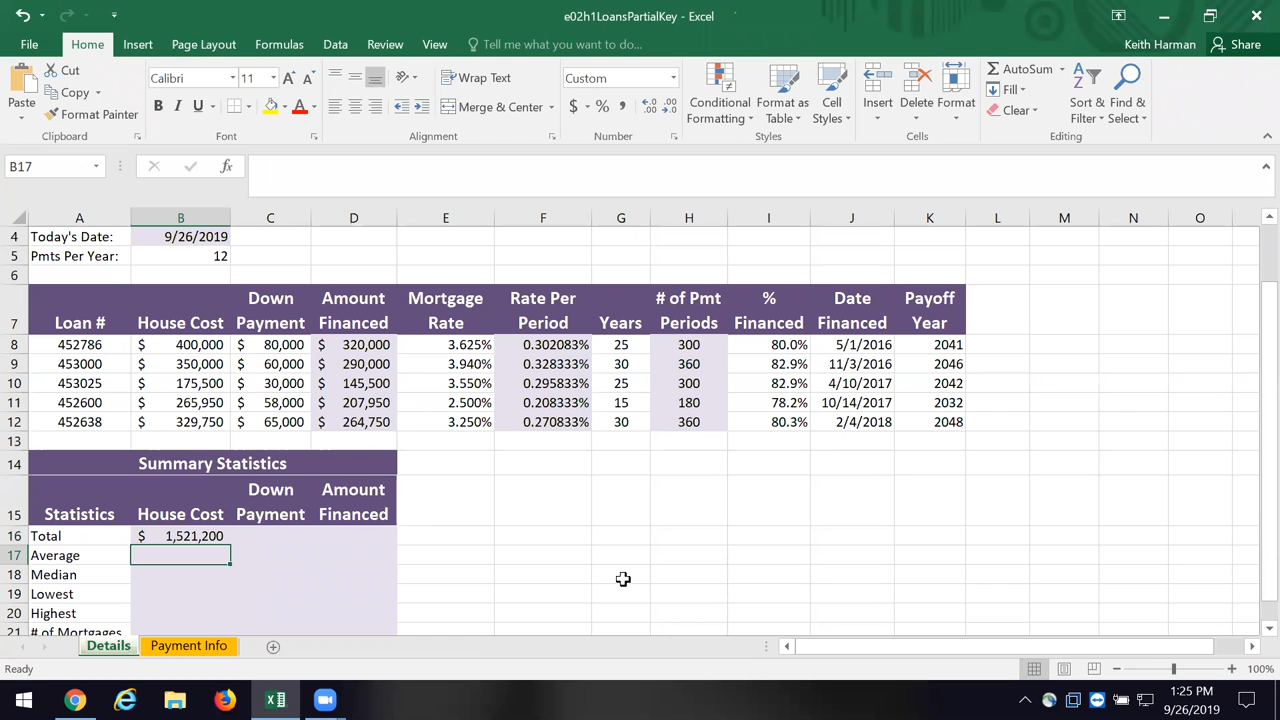 e02h1LoansPartialKey - Excel
File Home Insert Page Layout Formulas Data Review View Tell me what you want to do... Keith Harman Share
Paste Cut Copy Format Painter
Calibri 11 A A Wrap Text Custom
B I U A Merge & Center $ % ,
Conditional Formatting Format as Table Cell Styles Insert Delete Format
AutoSum Fill Clear Sort & Filter Find & Select
Clipboard Font Alignment Number Styles Cells Editing
B17 fx
A B C D E F G H I J K L M N O
4 Today's Date: 9/26/2019
5 Pmts Per Year: 12
6
Down Amount Mortgage Rate Per # of Pmt % Date Payoff
7 Loan # House Cost Payment Financed Rate Period Years Periods Financed Financed Year
8 452786 $ 400,000 $ 80,000 $ 320,000 3.625% 0.302083% 25 300 80.0% 5/1/2016 2041
9 453000 $ 350,000 $ 60,000 $ 290,000 3.940% 0.328333% 30 360 82.9% 11/3/2016 2046
10 453025 $ 175,500 $ 30,000 $ 145,500 3.550% 0.295833% 25 300 82.9% 4/10/2017 2042
11 452600 $ 265,950 $ 58,000 $ 207,950 2.500% 0.208333% 15 180 78.2% 10/14/2017 2032
12 452638 $ 329,750 $ 65,000 $ 264,750 3.250% 0.270833% 30 360 80.3% 2/4/2018 2048
13
14 Summary Statistics
Down Amount
15 Statistics House Cost Payment Financed
16 Total $ 1,521,200
17 Average
18 Median
19 Lowest
20 Highest
21 # of Mortgages
Details Payment Info
Ready 100%
1:25 PM
9/26/2019